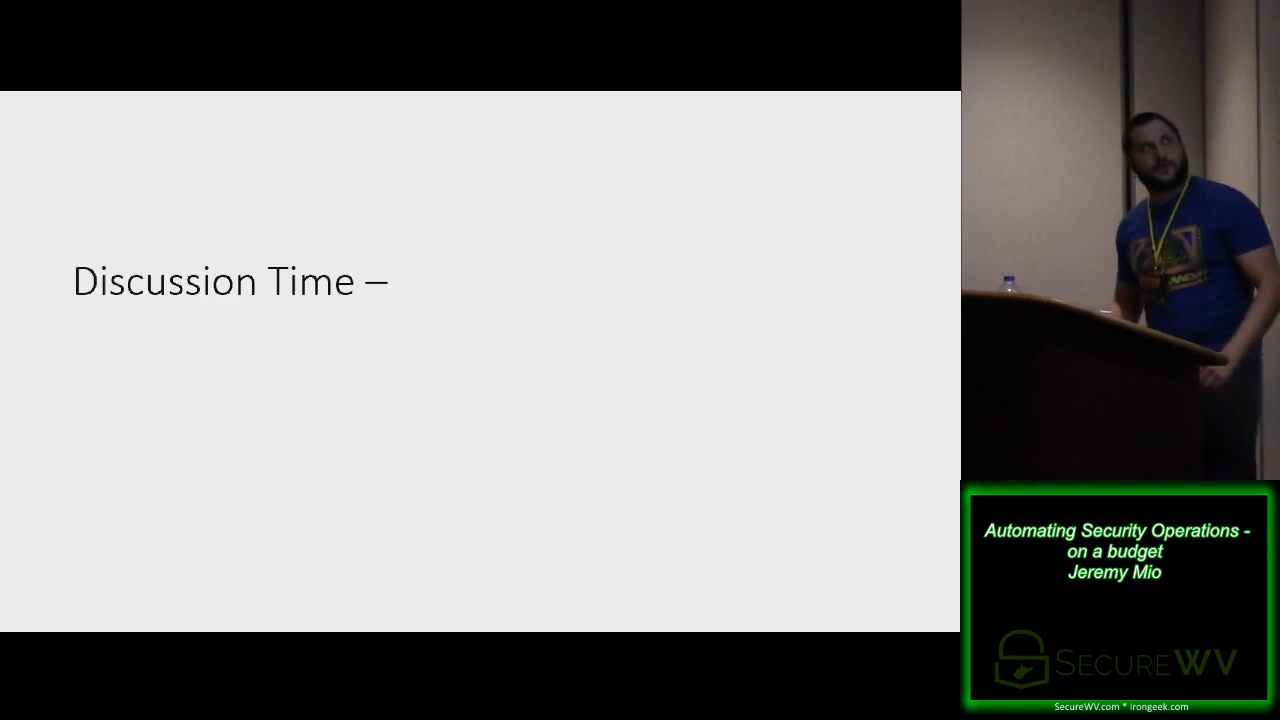 Discussion Time –
Automating Security Operations -
on a budget
Jeremy Mio
SECUREWV
SecureWV.com * irongeek.com